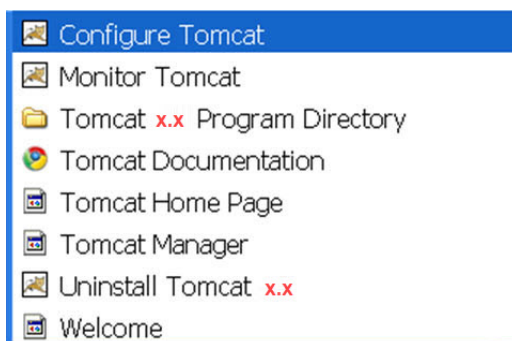 Configure Tomcat
Monitor Tomcat
Tomcat x.x Program Directory
Tomcat Documentation
Tomcat Home Page
Tomcat Manager
Uninstall Tomcat x.x
Welcome